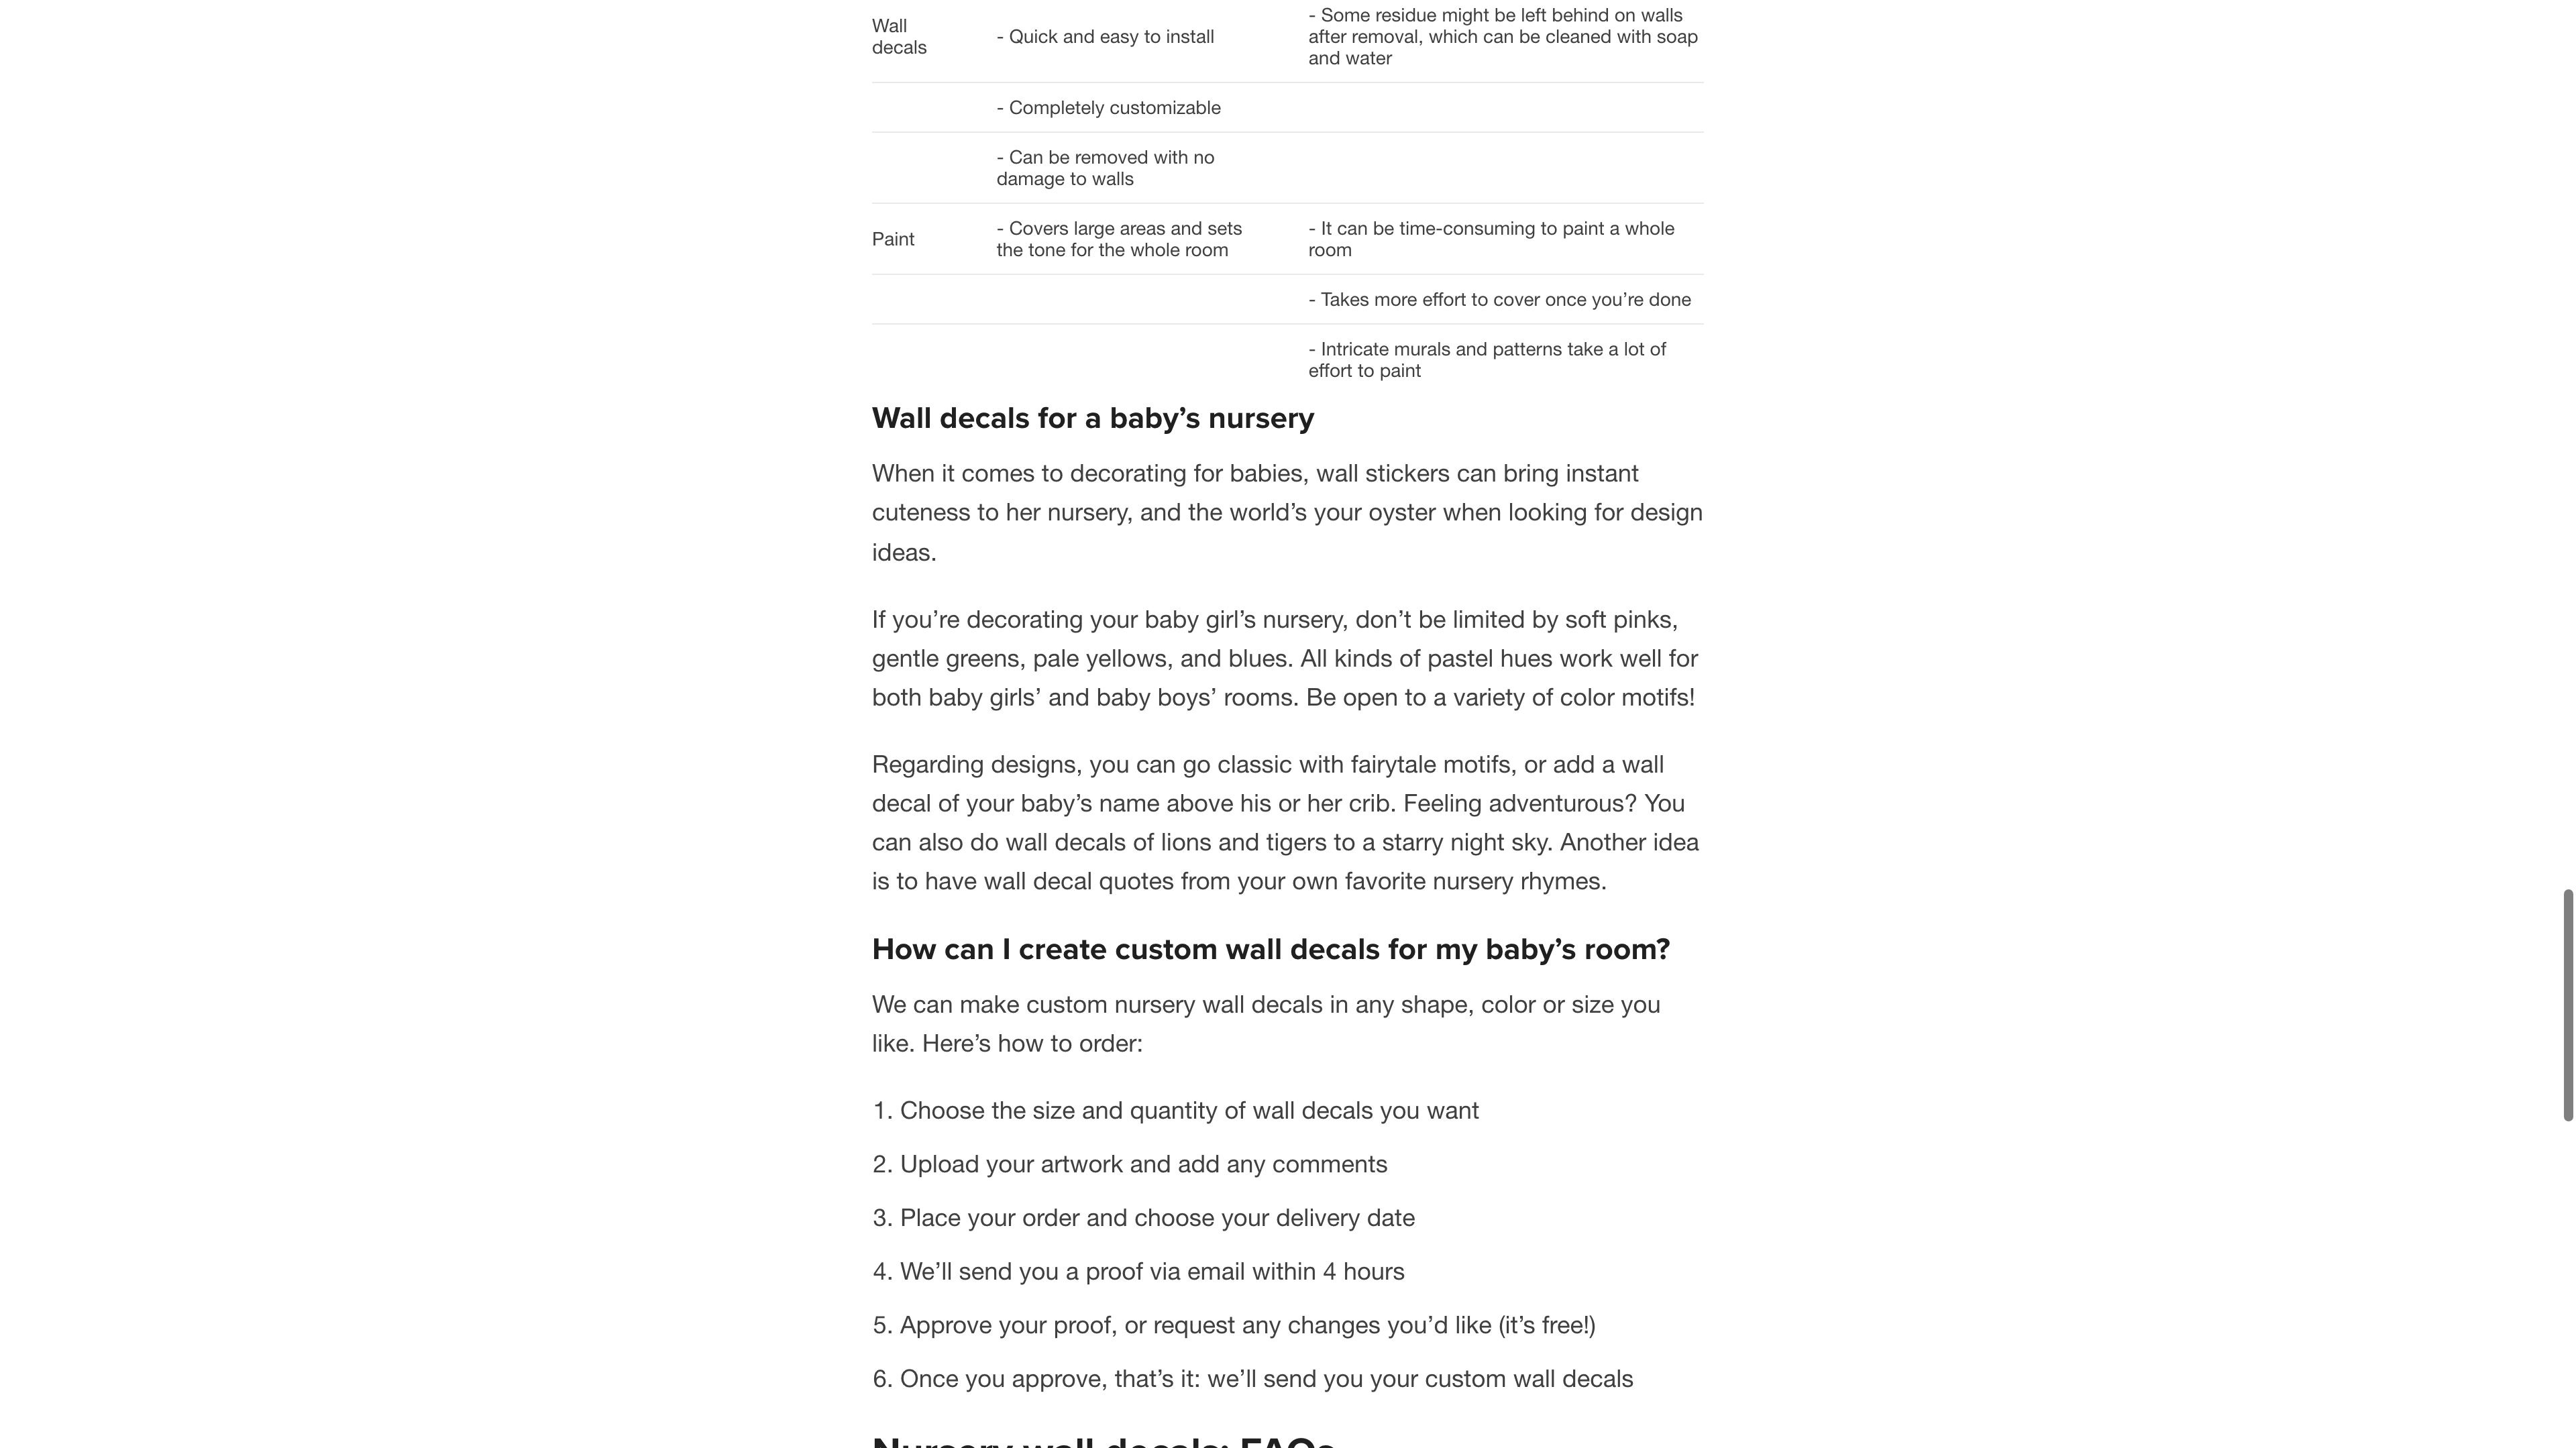 Wall
decals
- Quick and easy to install
- Some residue might be left behind on walls
after removal, which can be cleaned with soap
and water
- Completely customizable
- Can be removed with no
damage to walls
Paint
- Covers large areas and sets
the tone for the whole room
- It can be time-consuming to paint a whole
room
- Takes more effort to cover once you’re done
- Intricate murals and patterns take a lot of
effort to paint
Wall decals for a baby’s nursery
When it comes to decorating for babies, wall stickers can bring instant
cuteness to her nursery, and the world’s your oyster when looking for design
ideas.
If you’re decorating your baby girl’s nursery, don’t be limited by soft pinks,
gentle greens, pale yellows, and blues. All kinds of pastel hues work well for
both baby girls’ and baby boys’ rooms. Be open to a variety of color motifs!
Regarding designs, you can go classic with fairytale motifs, or add a wall
decal of your baby’s name above his or her crib. Feeling adventurous? You
can also do wall decals of lions and tigers to a starry night sky. Another idea
is to have wall decal quotes from your own favorite nursery rhymes.
How can I create custom wall decals for my baby’s room?
We can make custom nursery wall decals in any shape, color or size you
like. Here’s how to order:
1. Choose the size and quantity of wall decals you want
2. Upload your artwork and add any comments
3. Place your order and choose your delivery date
4. We’ll send you a proof via email within 4 hours
5. Approve your proof, or request any changes you’d like (it’s free!)
6. Once you approve, that’s it: we’ll send you your custom wall decals
Nursery wall decals: FAQs